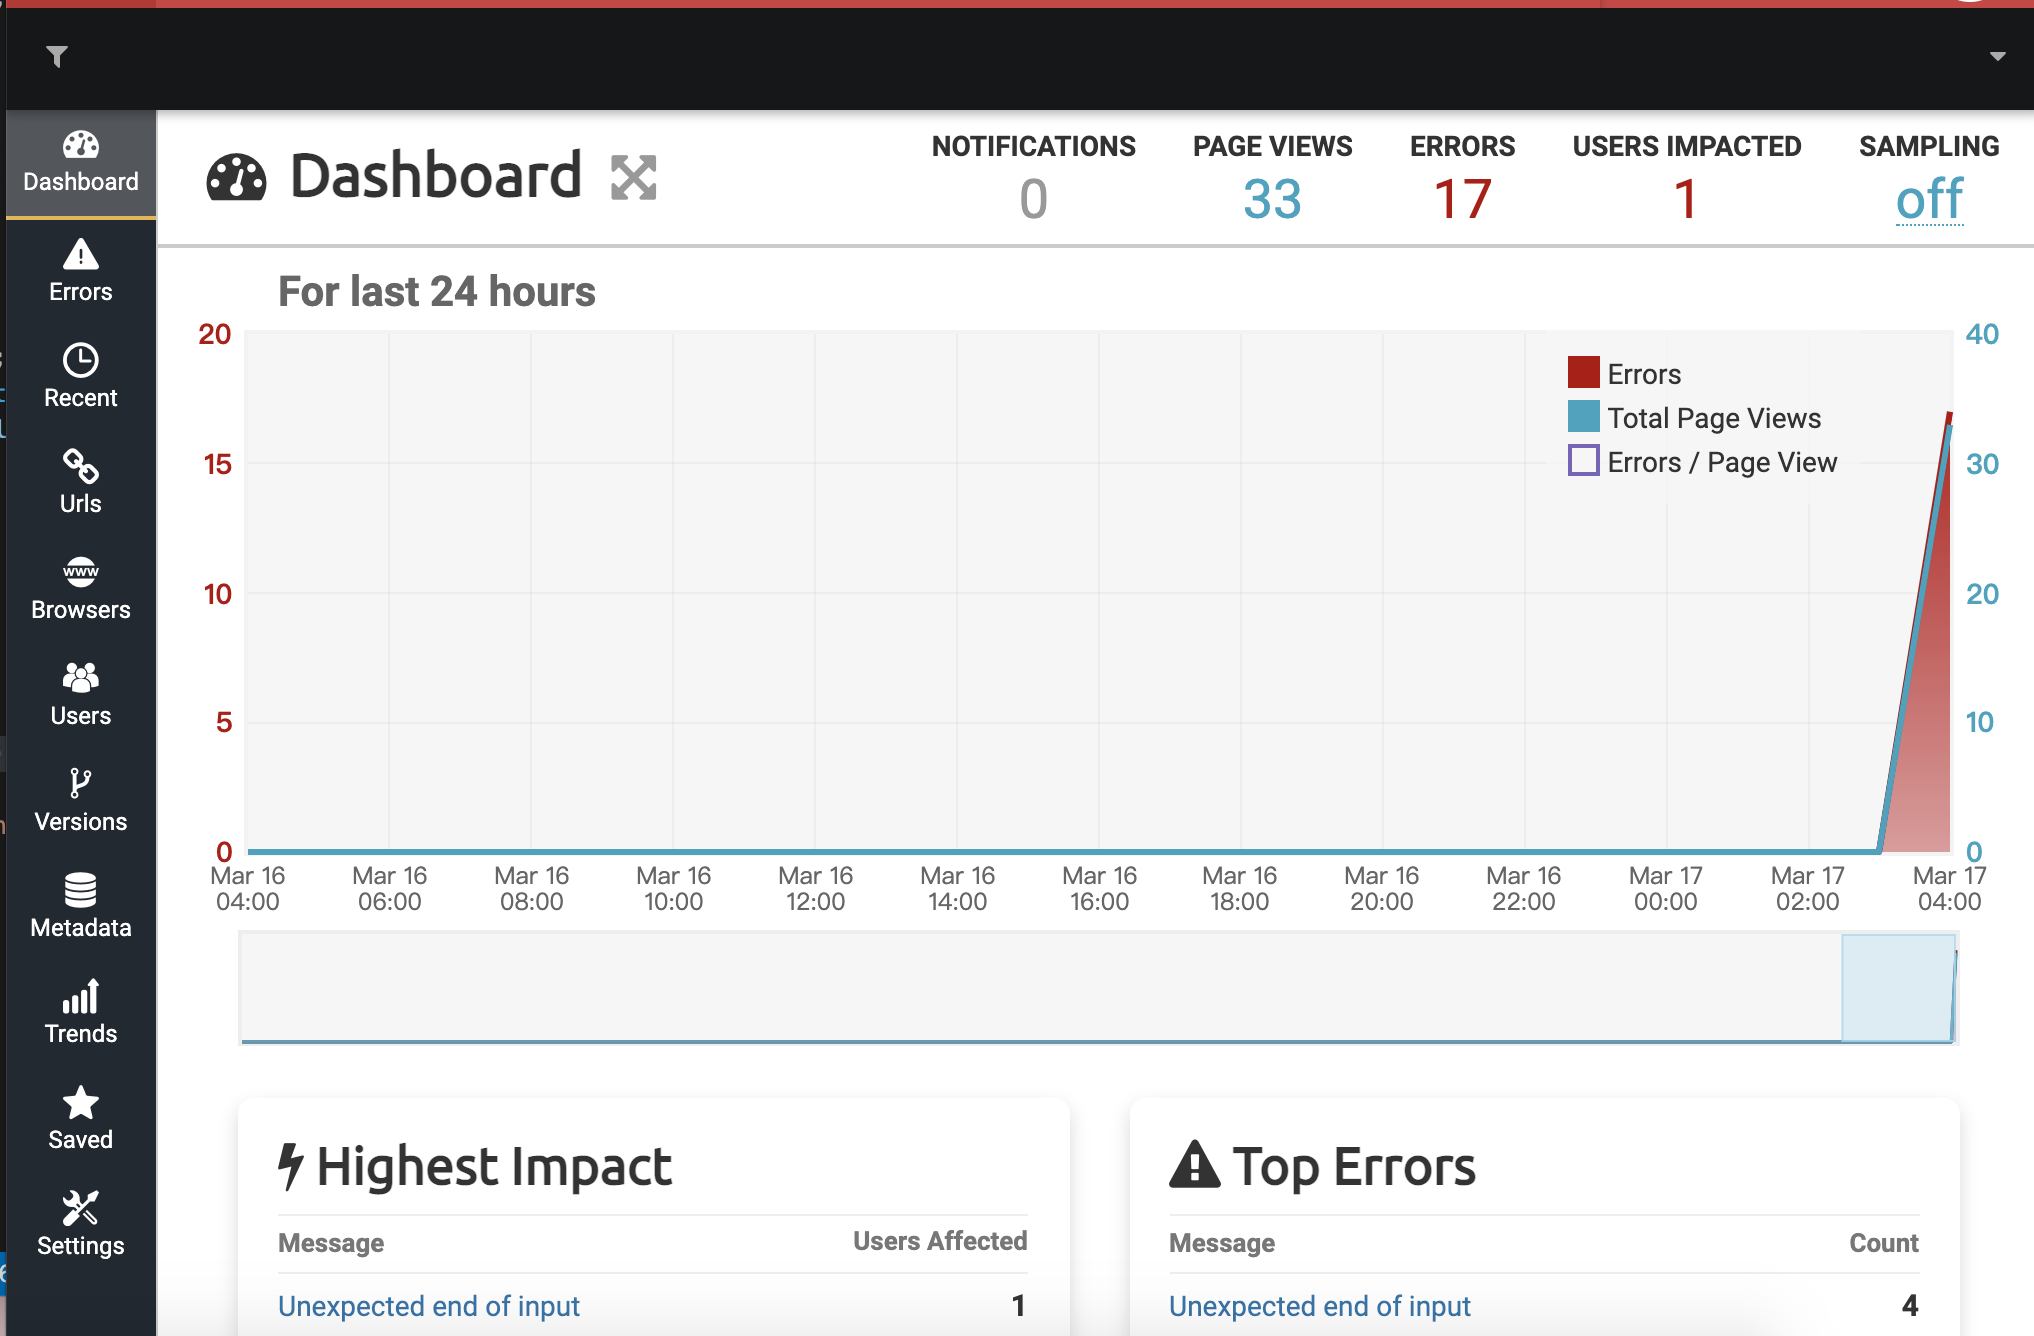 Dashboard
Errors
Recent
Urls
www
Browsers
Users
Versions
Metadata
Trends
Saved
Settings
Dashboard
NOTIFICATIONS
0
PAGE VIEWS
33
ERRORS
17
USERS IMPACTED
1
SAMPLING
off
For last 24 hours
20
15
10
5
0
40
30
20
10
0
Errors
Total Page Views
Errors / Page View
Mar 16
04:00
Mar 16
06:00
Mar 16
08:00
Mar 16
10:00
Mar 16
12:00
Mar 16
14:00
Mar 16
16:00
Mar 16
18:00
Mar 16
20:00
Mar 16
22:00
Mar 17
00:00
Mar 17
02:00
Mar 17
04:00
Highest Impact
Message Users Affected
Unexpected end of input 1
Top Errors
Message Count
Unexpected end of input 4